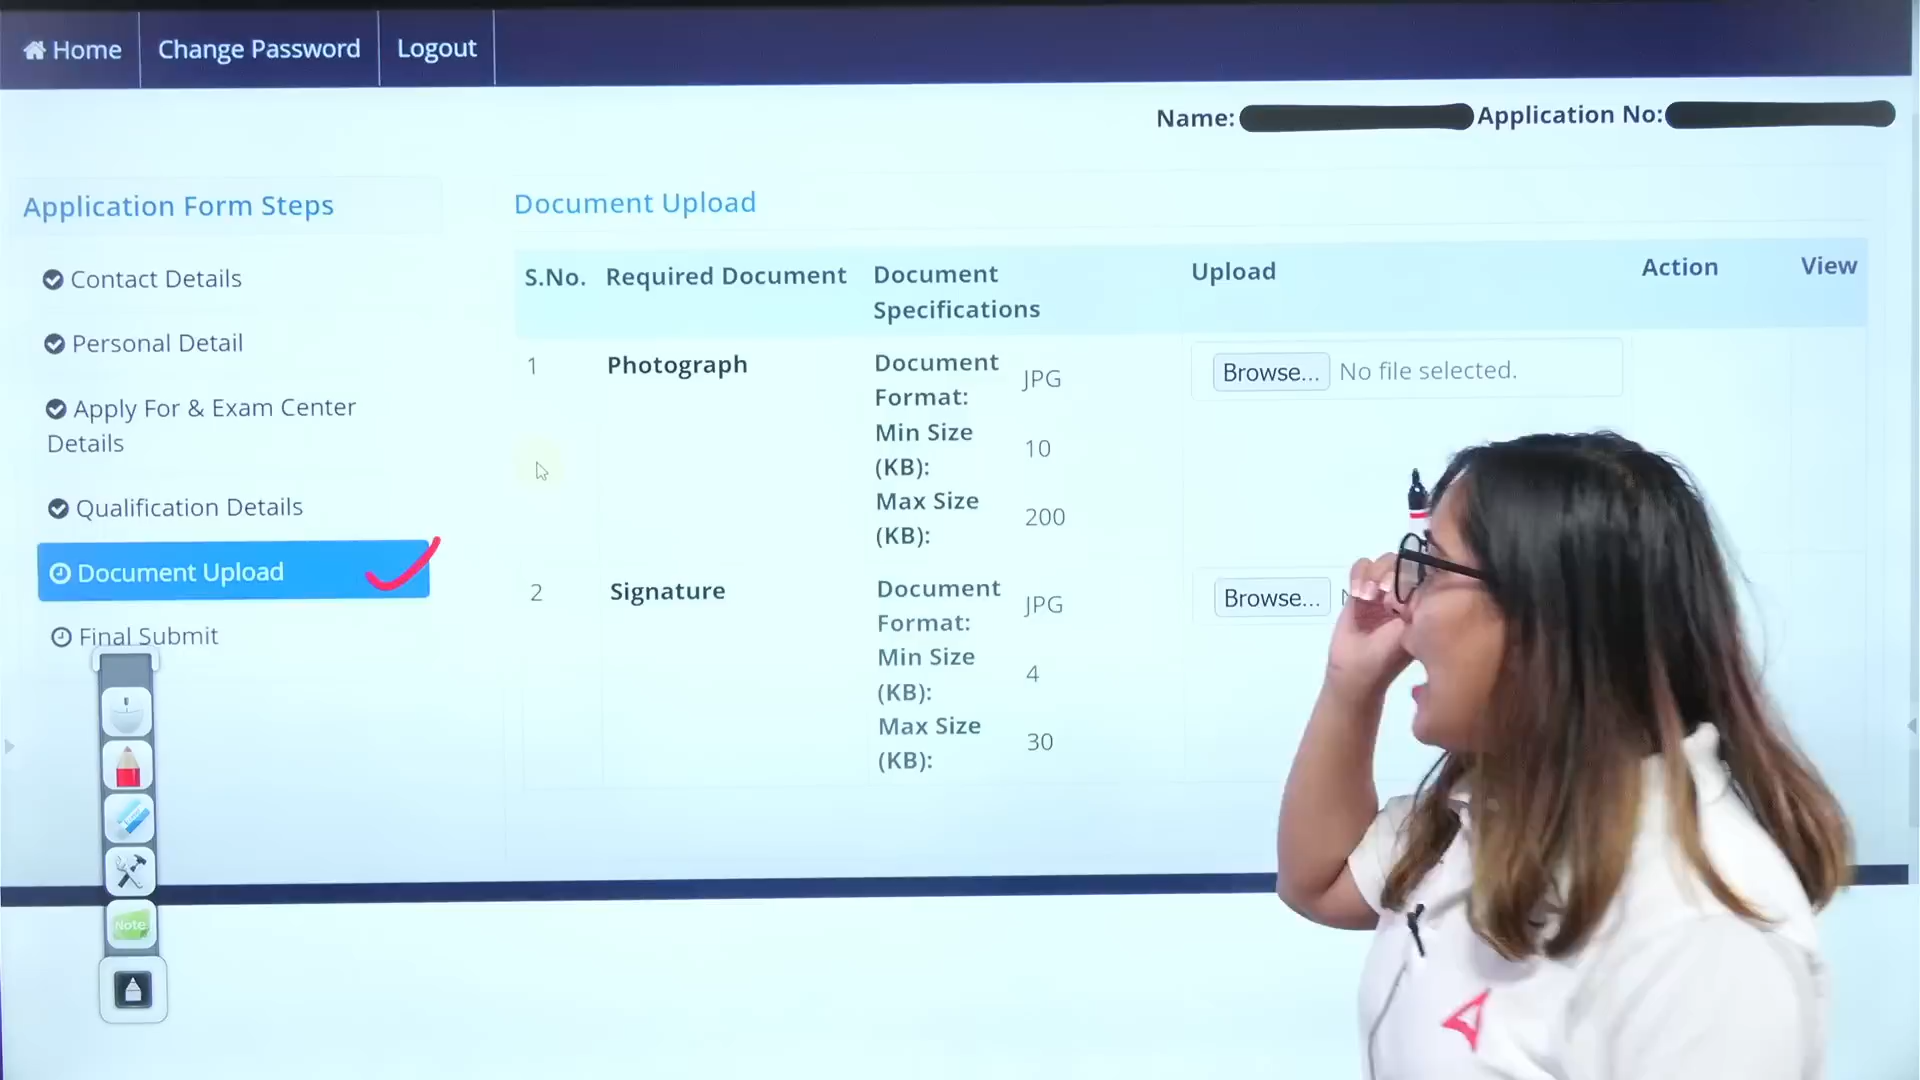 Home Change Password Logout
Name: Application No:
Application Form Steps
Contact Details
Personal Detail
Apply For & Exam Center
Details
Qualification Details
Document Upload
Final Submit
Document Upload
S.No. Required Document Document Specifications Upload Action View
1 Photograph
Document Format: JPG
Min Size (KB): 10
Max Size (KB): 200
Browse... No file selected.
2 Signature
Document Format: JPG
Min Size (KB): 4
Max Size (KB): 30
Browse...
Note